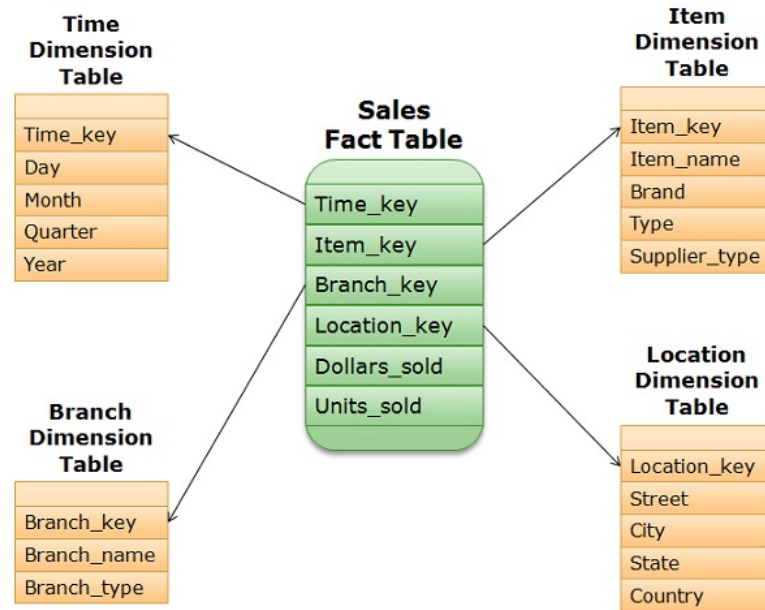 Time
Dimension
Table
Time_key
Day
Month
Quarter
Year
Sales
Fact Table
Time_key
Item_key
Branch_key
Location_key
Dollars_sold
Units_sold
Item
Dimension
Table
Item_key
Item_name
Brand
Type
Supplier_type
Branch
Dimension
Table
Branch_key
Branch_name
Branch_type
Location
Dimension
Table
Location_key
Street
City
State
Country